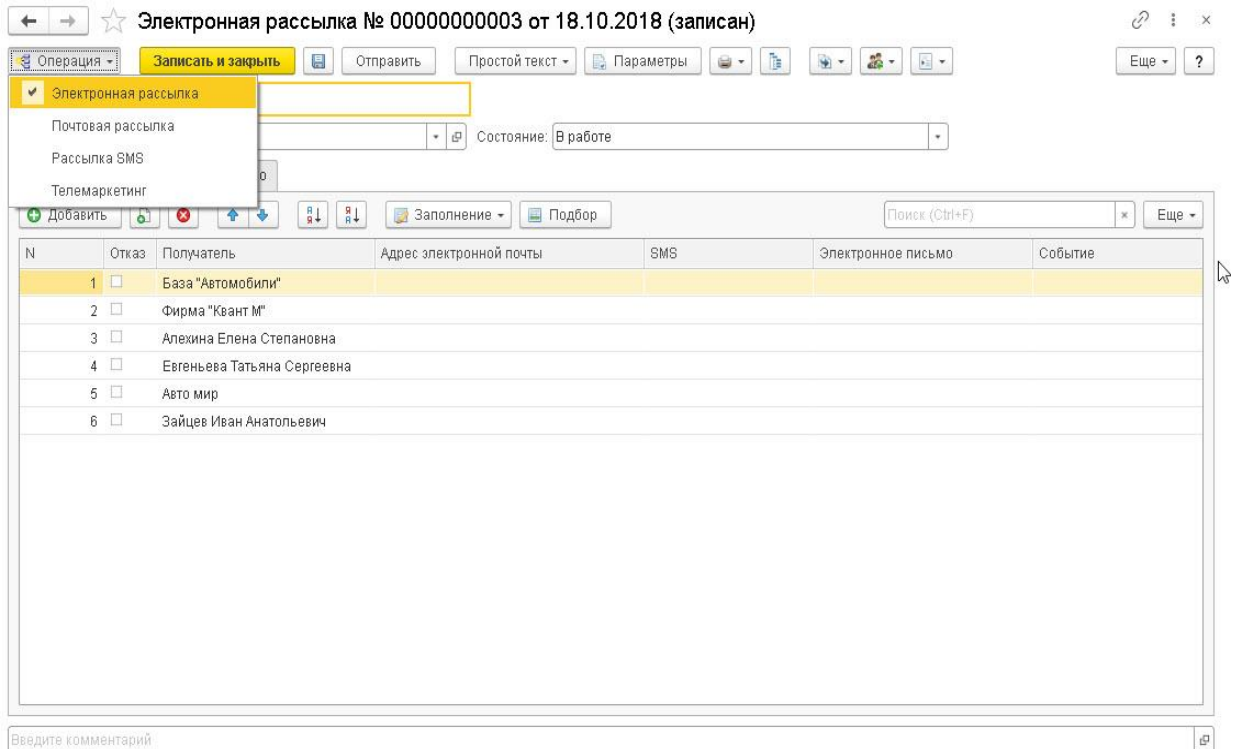 Электронная рассылка № 00000000003 от 18.10.2018 (записан)
Операция Записать и закрыть Отправить Простой текст Параметры Еще ?
Электронная рассылка
Почтовая рассылка
Состояние: В работе
Рассылка SMS
Телемаркетинг
Добавить Заполнение Подбор Поиск (Ctrl+F) × Еще
N Отказ Получатель Адрес электронной почты SMS Электронное письмо Событие
1 База "Автомобили"
2 Фирма "Квант М"
3 Алехина Елена Степановна
4 Евгеньева Татьяна Сергеевна
5 Авто мир
6 Зайцев Иван Анатольевич
Введите комментарий